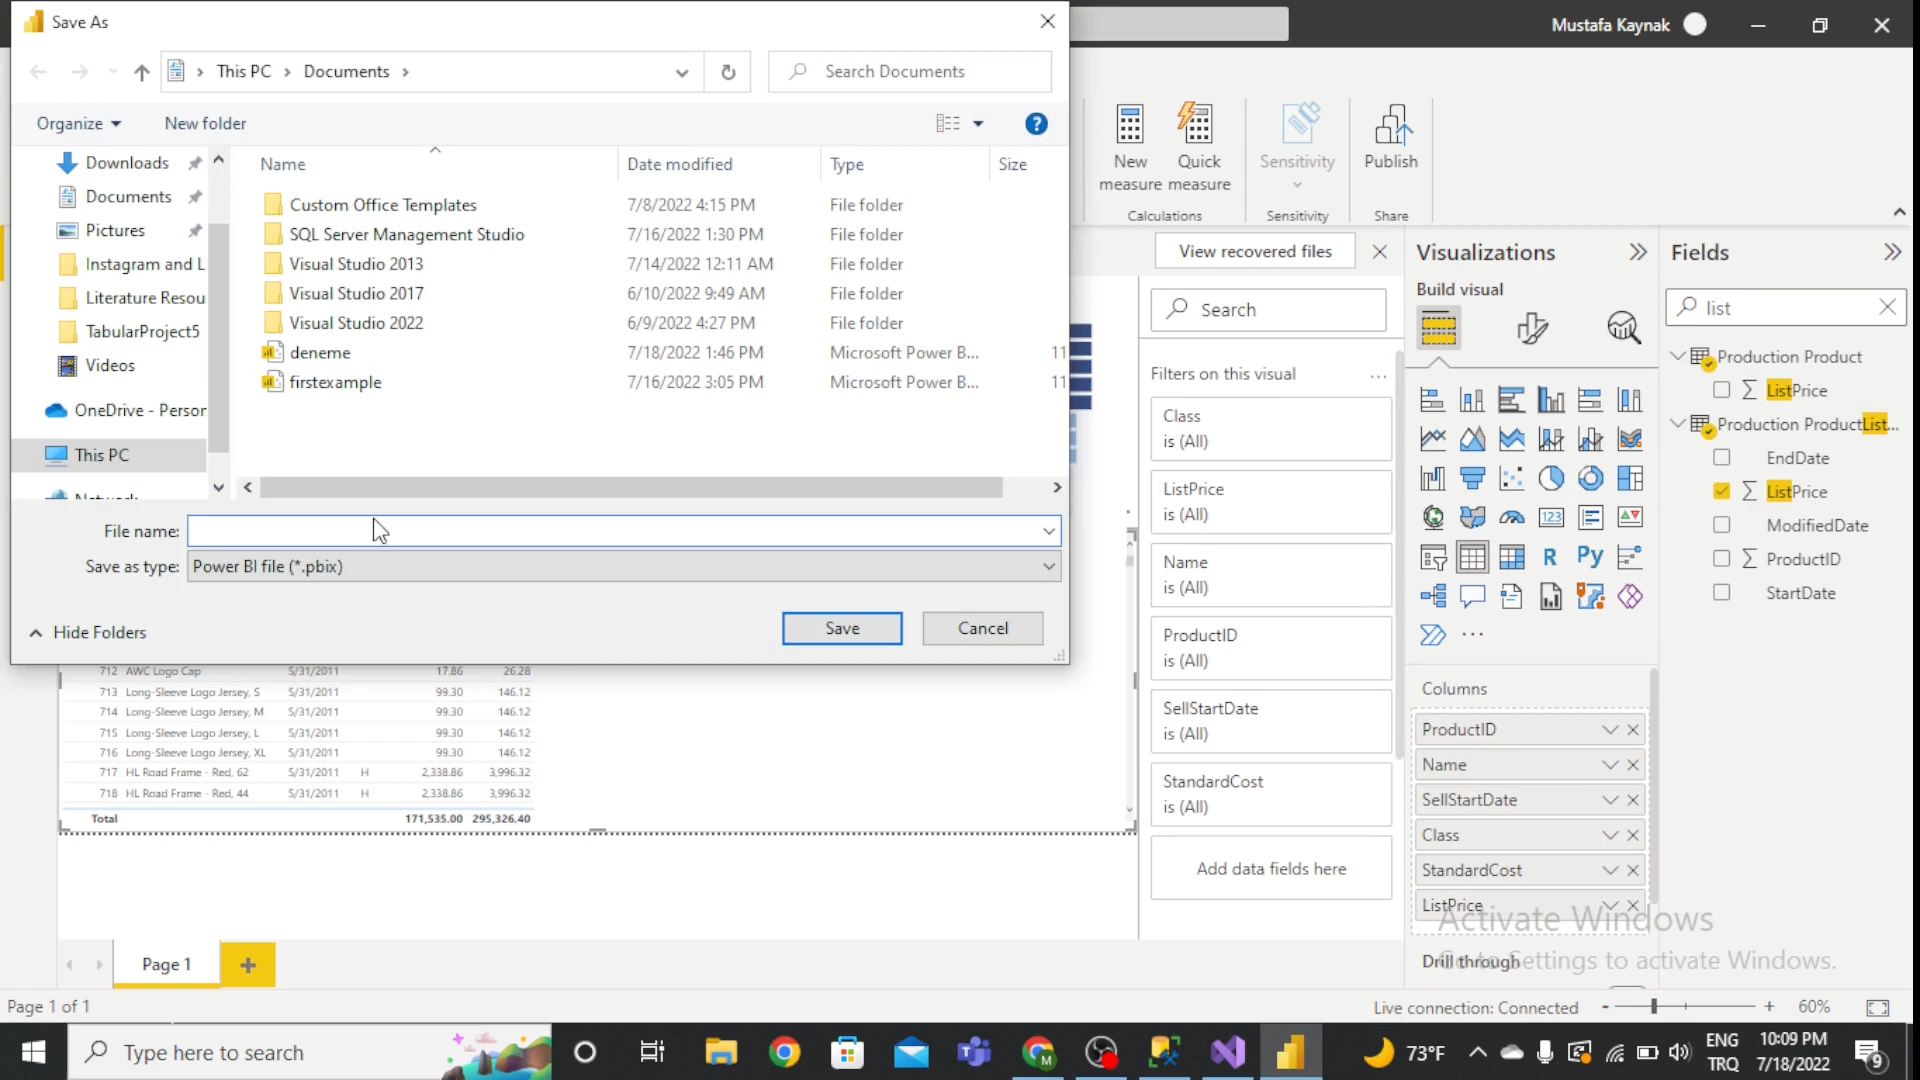 Save As
Mustafa Kaynak
This PC
Documents
Search Documents
Organize
New folder
Downloads
Documents
Pictures
Instagram and L
Literature Resou
TabularProject5
Videos
OneDrive - Person
This PC
Name
Date modified
Type
Size
Custom Office Templates
7/8/2022 4:15 PM
File folder
SQL Server Management Studio
7/16/2022 1:30 PM
File folder
Visual Studio 2013
7/14/2022 12:11 AM
File folder
Visual Studio 2017
6/10/2022 9:49 AM
File folder
Visual Studio 2022
6/9/2022 4:27 PM
File folder
deneme
7/18/2022 1:46 PM
Microsoft Power B...
11
firstexample
7/16/2022 3:05 PM
Microsoft Power B...
11
File name:
Save as type:
Power BI file (*.pbix)
Hide Folders
Save
Cancel
New measure
Quick measure
Calculations
Sensitivity
Sensitivity
Publish
Share
View recovered files
Search
Filters on this visual
...
Class
is (All)
ListPrice
is (All)
Name
is (All)
ProductID
is (All)
SellStartDate
is (All)
StandardCost
is (All)
Add data fields here
Visualizations
Build visual
123
R
Py
...
Columns
ProductID
Name
SellStartDate
Class
StandardCost
ListPrice
Drill through
Fields
list
Production Product
ListPrice
Production ProductList...
EndDate
ListPrice
ModifiedDate
ProductID
StartDate
Activate Windows
Go to Settings to activate Windows.
712 AWC Logo Cap 5/31/2011 17.86 26.28
713 Long-Sleeve Logo Jersey, S 5/31/2011 99.30 146.12
714 Long-Sleeve Logo Jersey, M 5/31/2011 99.30 146.12
715 Long-Sleeve Logo Jersey, L 5/31/2011 99.30 146.12
716 Long-Sleeve Logo Jersey, XL 5/31/2011 99.30 146.12
717 HL Road Frame - Red, 62 5/31/2011 H 2,338.86 3,996.32
718 HL Road Frame - Red, 44 5/31/2011 H 2,338.86 3,996.32
Total 171,535.00 295,326.40
Page 1
Page 1 of 1
Live connection: Connected
60%
Type here to search
73°F
ENG
TRQ
10:09 PM
7/18/2022
9